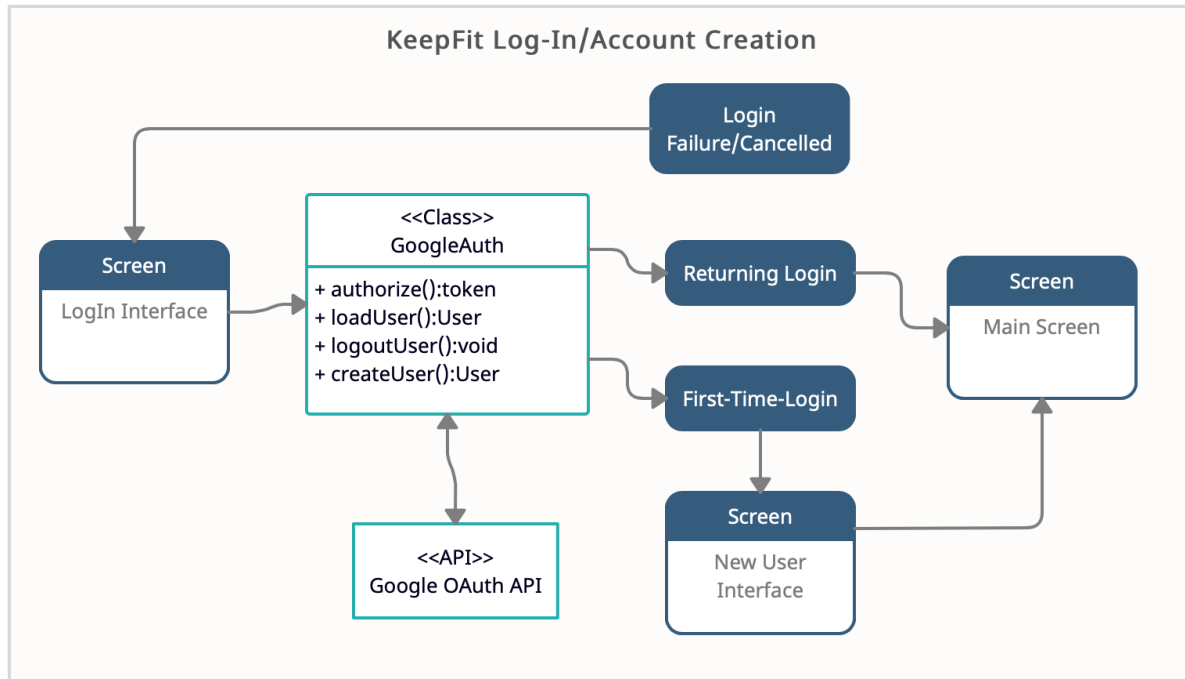 KeepFit Log-In/Account Creation
Login
Failure/Cancelled
Screen
LogIn Interface
<<Class>>
GoogleAuth
+ authorize():token
+ loadUser():User
+ logoutUser():void
+ createUser():User
<<API>>
Google OAuth API
Returning Login
First-Time-Login
Screen
New User
Interface
Screen
Main Screen